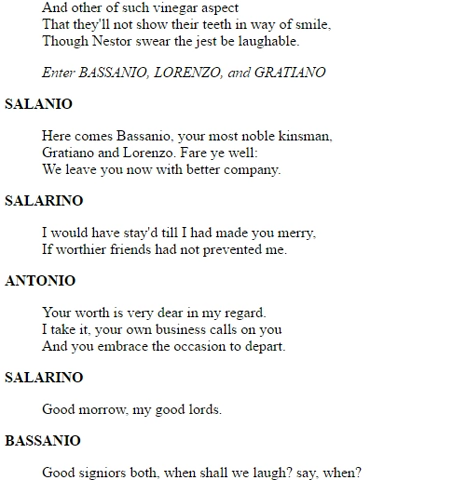 And other of such vinegar aspect
That they'll not show their teeth in way of smile,
Though Nestor swear the jest be laughable.
Enter BASSANIO, LORENZO, and GRATIANO
SALANIO
Here comes Bassanio, your most noble kinsman,
Gratiano and Lorenzo. Fare ye well:
We leave you now with better company.
SALARINO
I would have stay'd till I had made you merry,
If worthier friends had not prevented me.
ANTONIO
Your worth is very dear in my regard.
I take it, your own business calls on you
And you embrace the occasion to depart.
SALARINO
Good morrow, my good lords.
BASSANIO
Good signiors both, when shall we laugh? say, when?